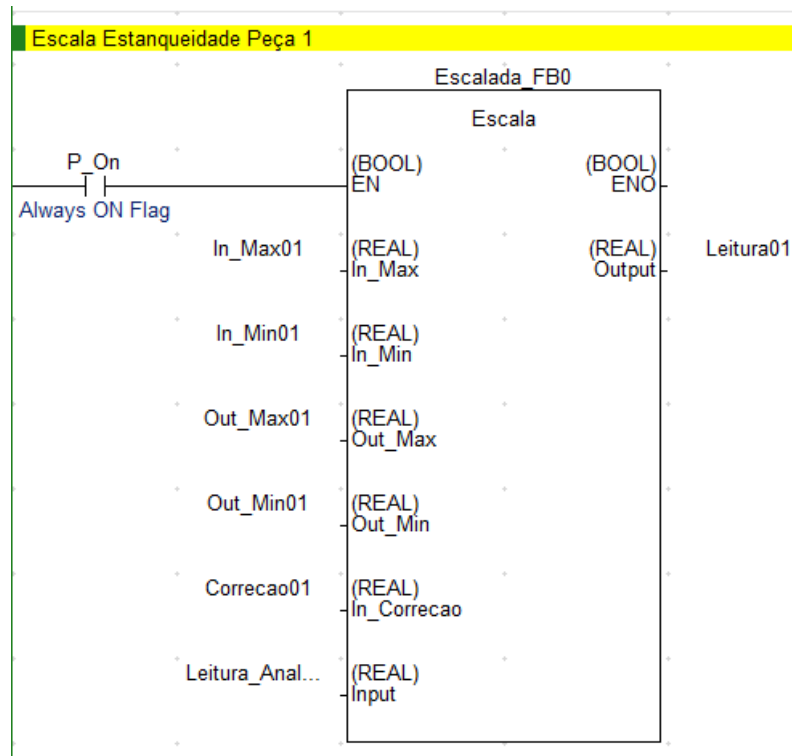 Escala Estanqueidade Peça 1
Escalada_FB0
Escala
P_On
(BOOL)
EN
(BOOL)
ENO
Always ON Flag
In_Max01
(REAL)
In_Max
(REAL)
Output
Leitura01
In_Min01
(REAL)
In_Min
Out_Max01
(REAL)
Out_Max
Out_Min01
(REAL)
Out_Min
Correcao01
(REAL)
In_Correcao
Leitura_Anal...
(REAL)
Input